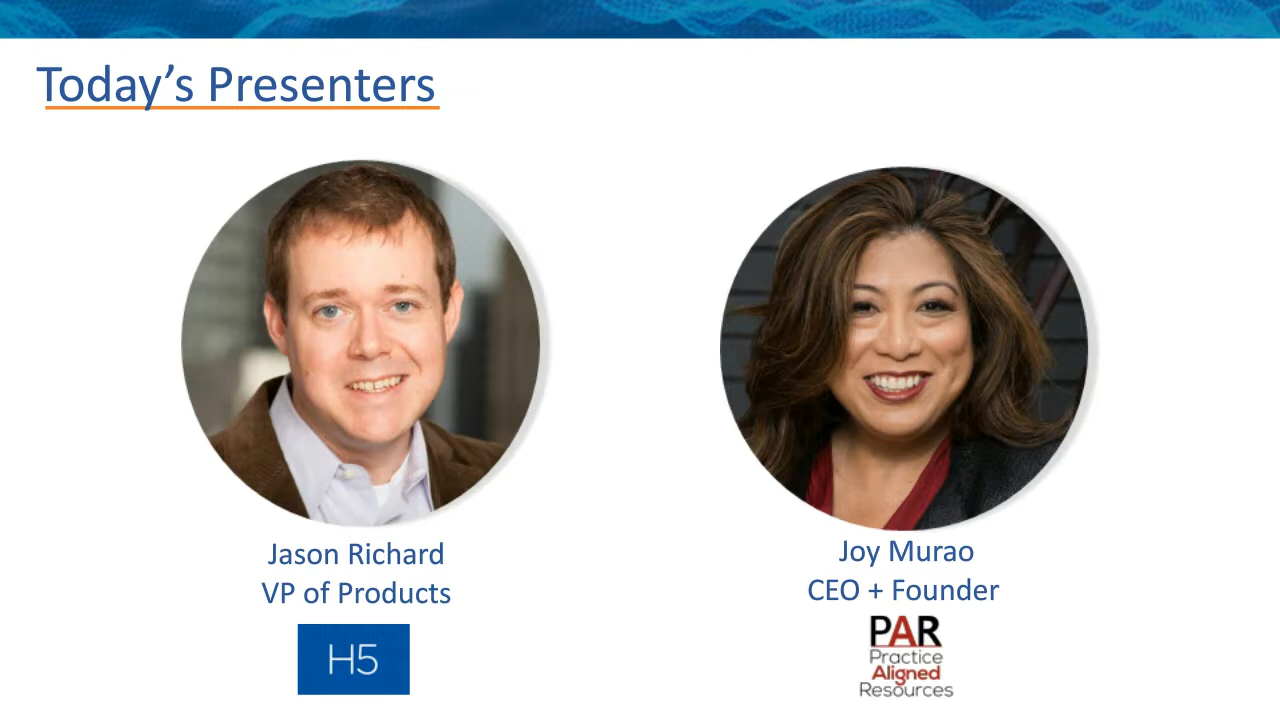 Today’s Presenters
Jason Richard
VP of Products
H5
Joy Murao
CEO + Founder
PAR
Practice
Aligned
Resources